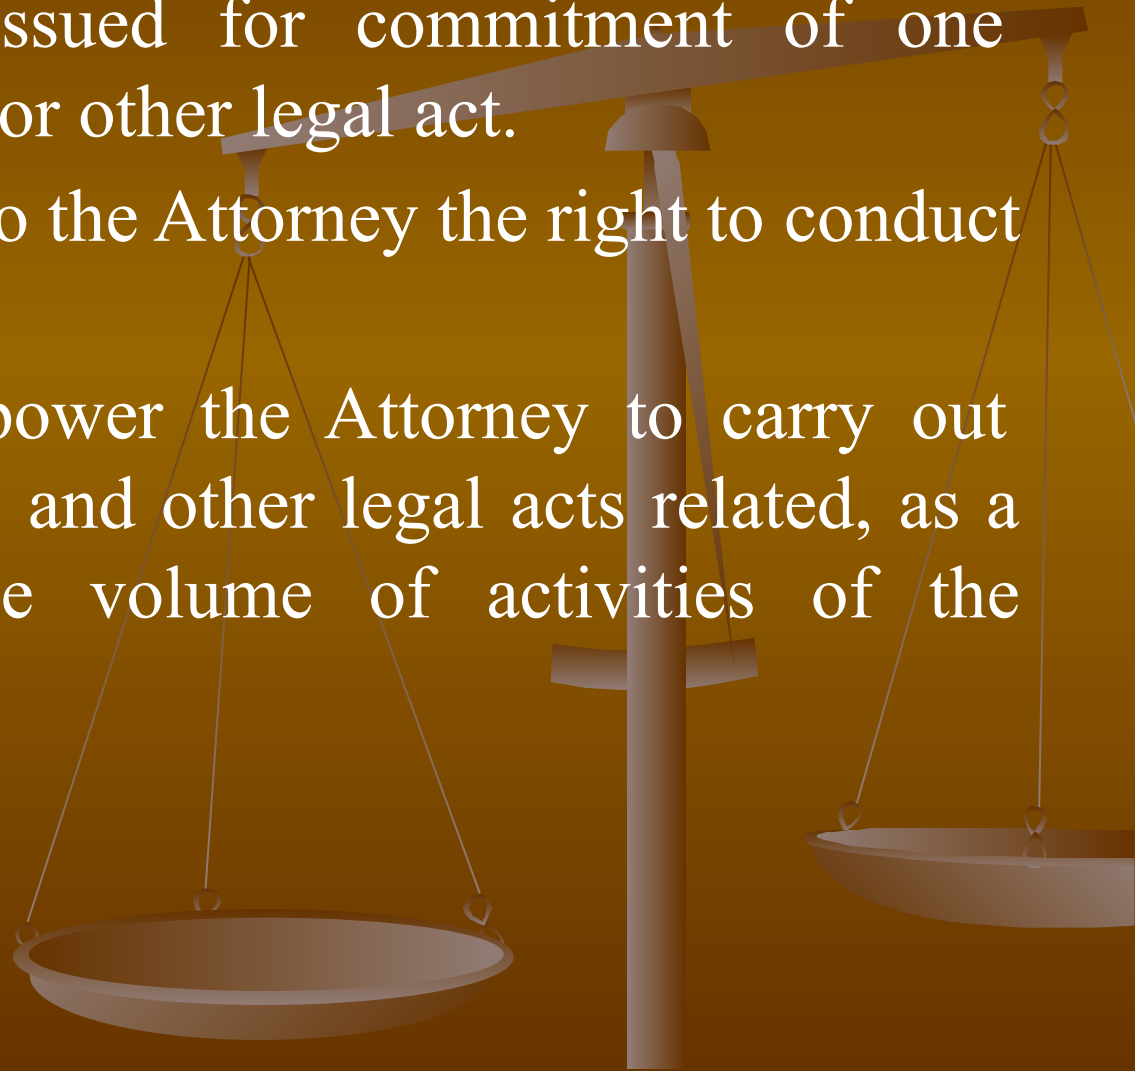 ssued for commitment of one
or other legal act.
o the Attorney the right to conduct
power the Attorney to carry out
and other legal acts related, as a
e volume of activities of the